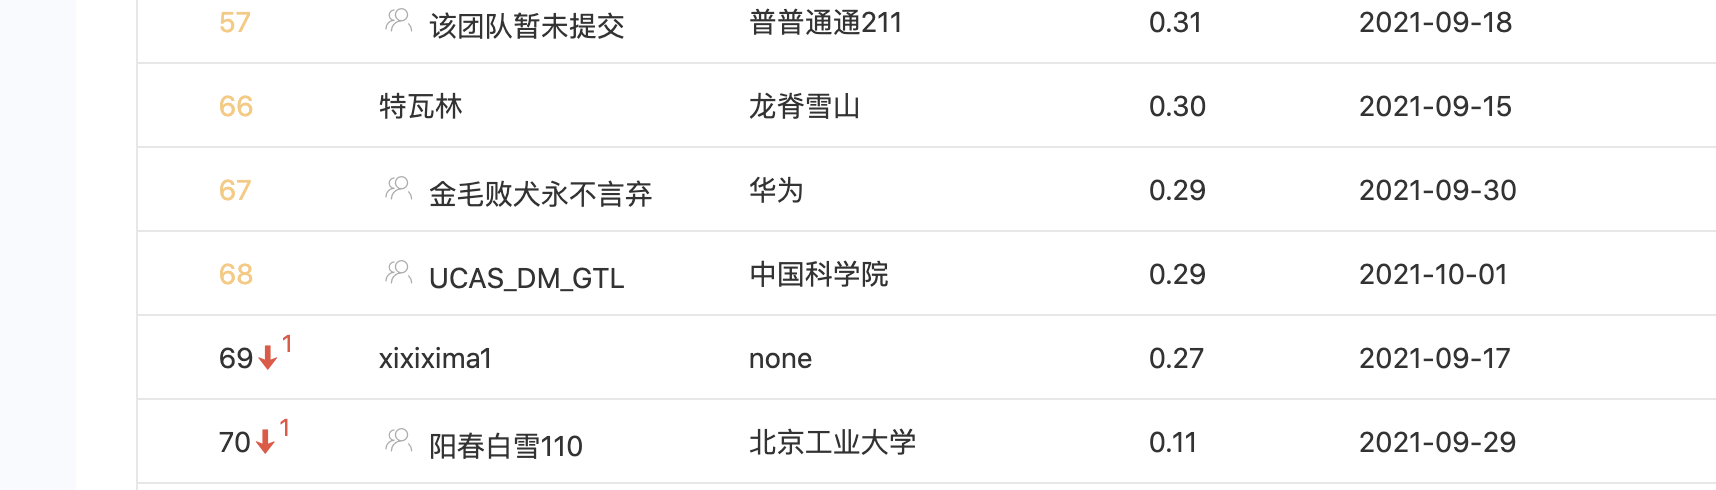 57 该团队暂未提交 普普通通211 0.31 2021-09-18
66 特瓦林 龙脊雪山 0.30 2021-09-15
67 金毛败犬永不言弃 华为 0.29 2021-09-30
68 UCAS_DM_GTL 中国科学院 0.29 2021-10-01
69 1 xixixima1 none 0.27 2021-09-17
70 1 阳春白雪110 北京工业大学 0.11 2021-09-29